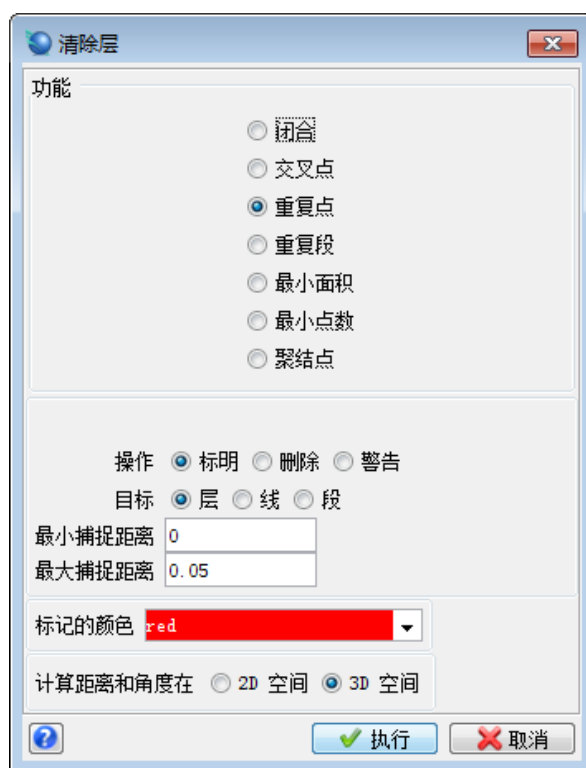 清除层
功能
闭合
交叉点
重复点
重复段
最小面积
最小点数
聚结点
操作 标明 删除 警告
目标 层 线 段
最小捕捉距离 0
最大捕捉距离 0.05
标记的颜色 red
计算距离和角度在 2D 空间 3D 空间
? 执行 取消